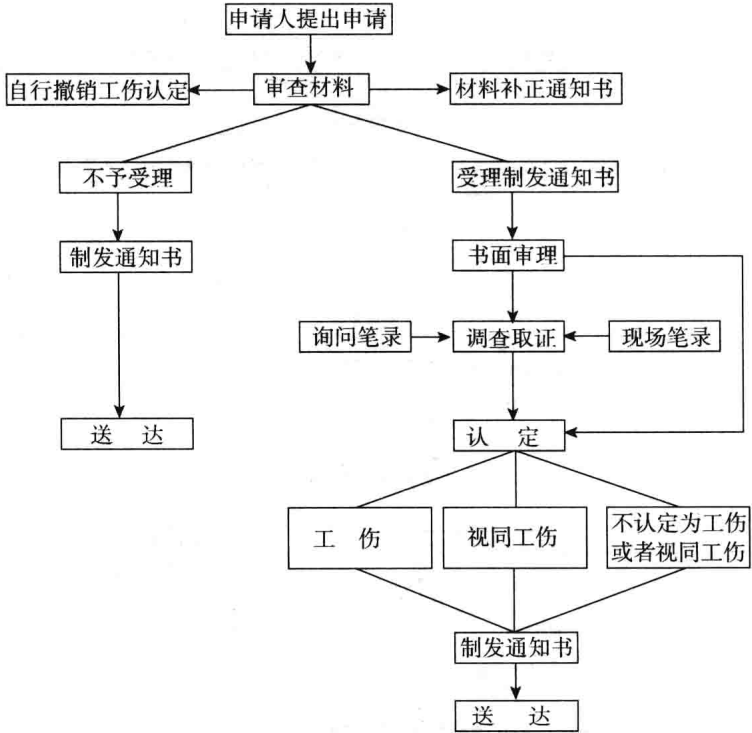 申请人提出申请
自行撤销工伤认定
审查材料
材料补正通知书
不予受理
受理制发通知书
制发通知书
书面审理
询问笔录
调查取证
现场笔录
送 达
认 定
工 伤
视同工伤
不认定为工伤
或者视同工伤
制发通知书
送 达